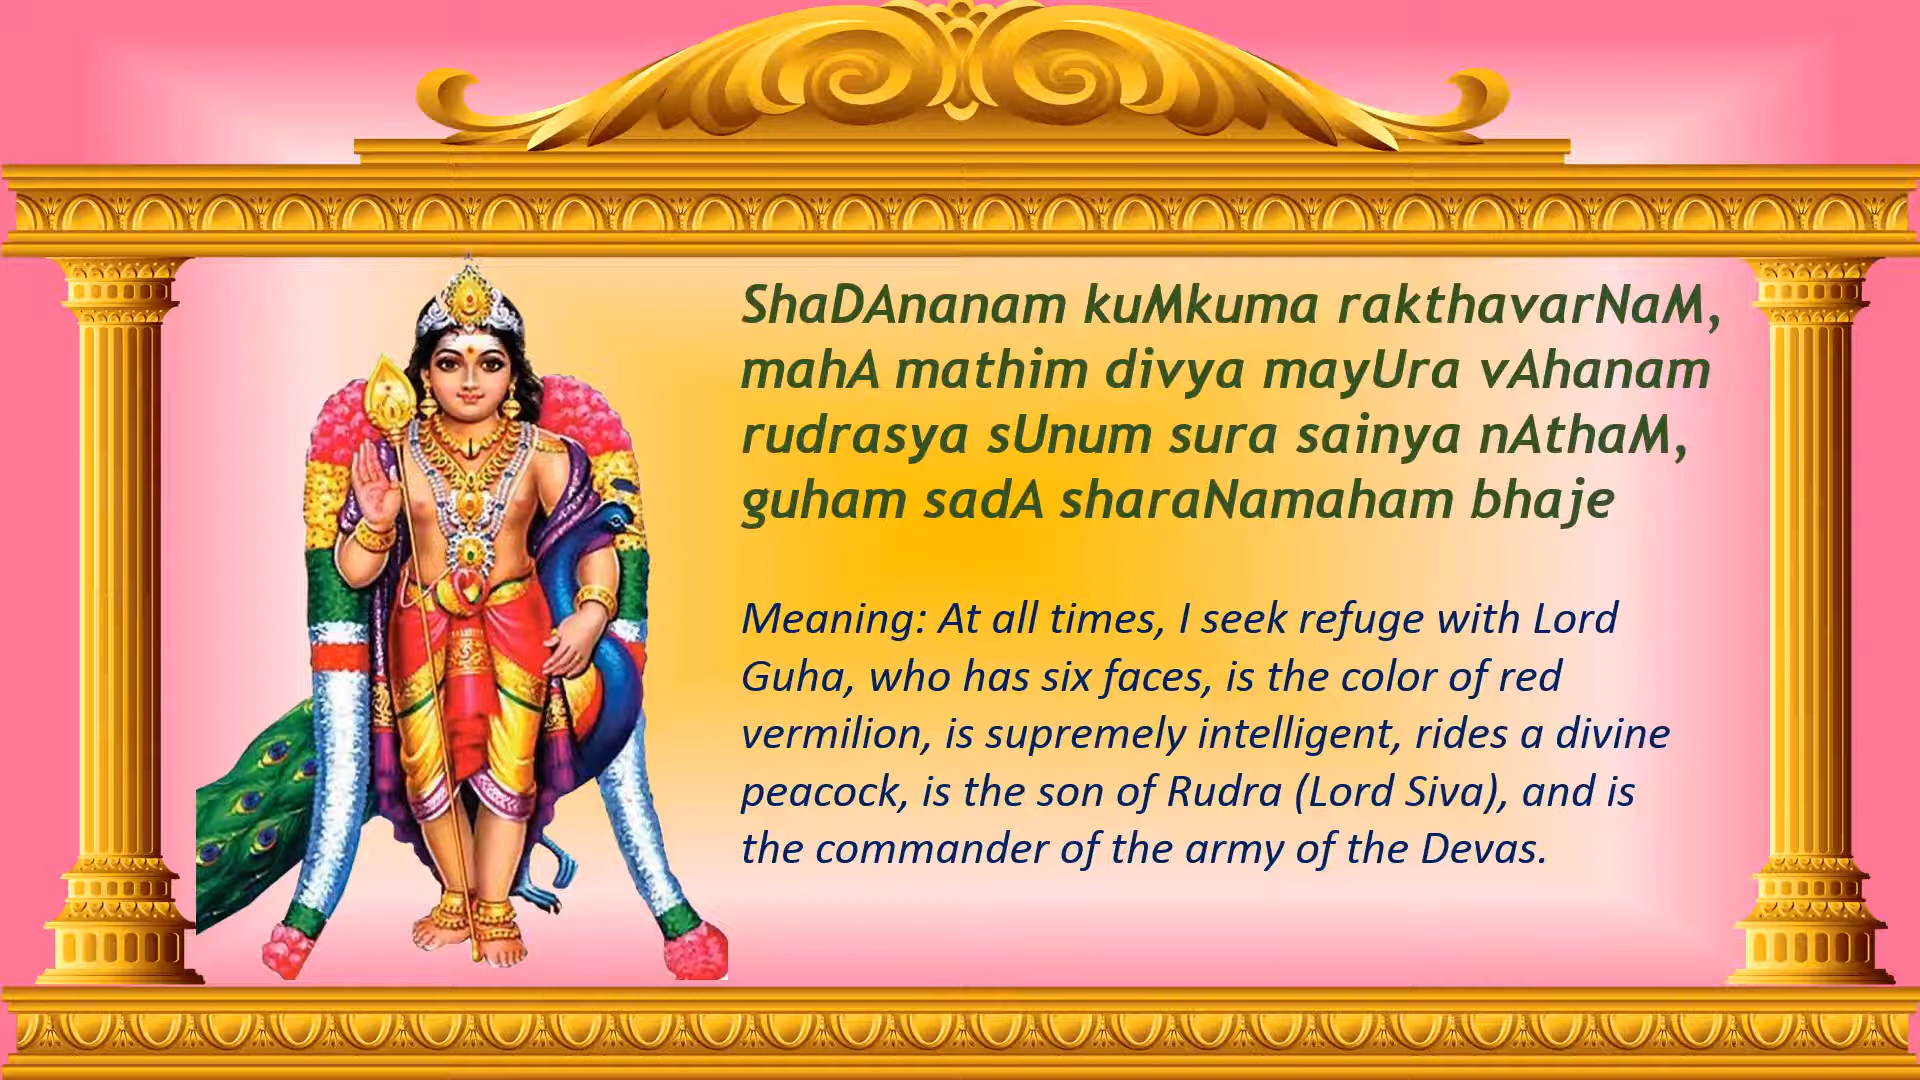 ShaDAnanam kuMkuma rakthavarNaM,
mahA mathim divya mayUra vAhanam
rudrasya sUnum sura sainya nAthaM,
guham sadA sharaNamaham bhaje
Meaning: At all times, I seek refuge with Lord
Guha, who has six faces, is the color of red
vermilion, is supremely intelligent, rides a divine
peacock, is the son of Rudra (Lord Siva), and is
the commander of the army of the Devas.